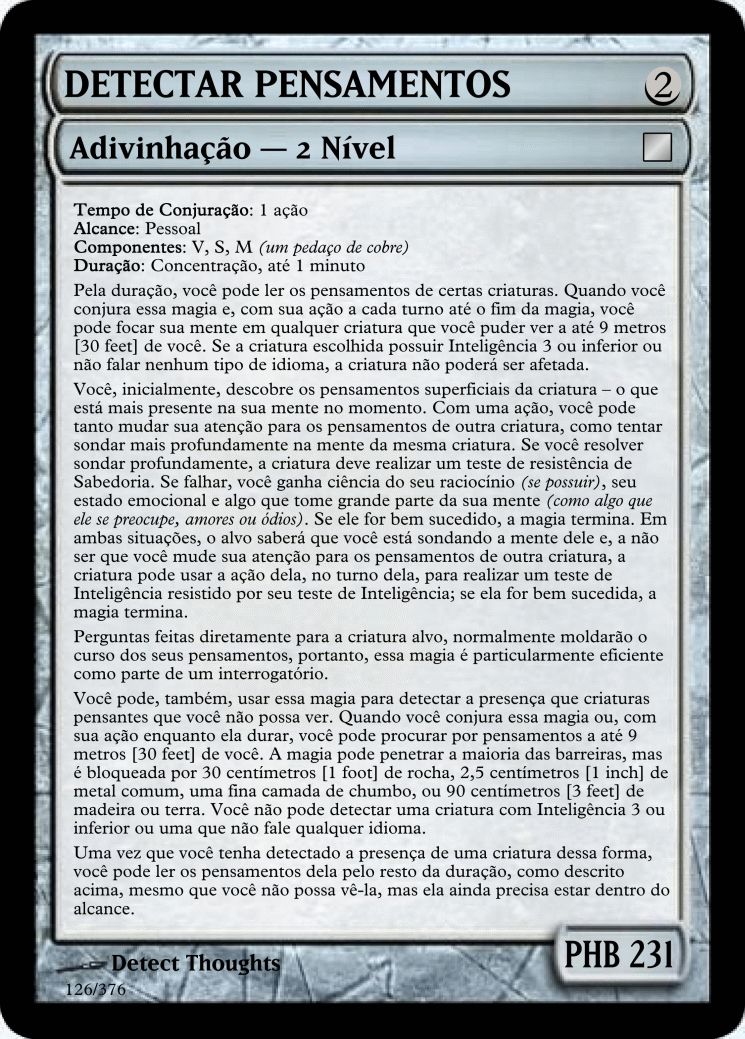 DETECTAR PENSAMENTOS
2
Adivinhação — 2 Nível
Tempo de Conjuração: 1 ação
Alcance: Pessoal
Componentes: V, S, M (um pedaço de cobre)
Duração: Concentração, até 1 minuto
Pela duração, você pode ler os pensamentos de certas criaturas. Quando você
conjura essa magia e, com sua ação a cada turno até o fim da magia, você
pode focar sua mente em qualquer criatura que você puder ver a até 9 metros
[30 feet] de você. Se a criatura escolhida possuir Inteligência 3 ou inferior ou
não falar nenhum tipo de idioma, a criatura não poderá ser afetada.
Você, inicialmente, descobre os pensamentos superficiais da criatura – o que
está mais presente na sua mente no momento. Com uma ação, você pode
tanto mudar sua atenção para os pensamentos de outra criatura, como tentar
sondar mais profundamente na mente da mesma criatura. Se você resolver
sondar profundamente, a criatura deve realizar um teste de resistência de
Sabedoria. Se falhar, você ganha ciência do seu raciocínio (se possuir), seu
estado emocional e algo que tome grande parte da sua mente (como algo que
ele se preocupe, amores ou ódios). Se ele for bem sucedido, a magia termina. Em
ambas situações, o alvo saberá que você está sondando a mente dele e, a não
ser que você mude sua atenção para os pensamentos de outra criatura, a
criatura pode usar a ação dela, no turno dela, para realizar um teste de
Inteligência resistido por seu teste de Inteligência; se ela for bem sucedida, a
magia termina.
Perguntas feitas diretamente para a criatura alvo, normalmente moldarão o
curso dos seus pensamentos, portanto, essa magia é particularmente eficiente
como parte de um interrogatório.
Você pode, também, usar essa magia para detectar a presença que criaturas
pensantes que você não possa ver. Quando você conjura essa magia ou, com
sua ação enquanto ela durar, você pode procurar por pensamentos a até 9
metros [30 feet] de você. A magia pode penetrar a maioria das barreiras, mas
é bloqueada por 30 centímetros [1 foot] de rocha, 2,5 centímetros [1 inch] de
metal comum, uma fina camada de chumbo, ou 90 centímetros [3 feet] de
madeira ou terra. Você não pode detectar uma criatura com Inteligência 3 ou
inferior ou uma que não fale qualquer idioma.
Uma vez que você tenha detectado a presença de uma criatura dessa forma,
você pode ler os pensamentos dela pelo resto da duração, como descrito
acima, mesmo que você não possa vê-la, mas ela ainda precisa estar dentro do
alcance.
PHB 231
Detect Thoughts
126/376